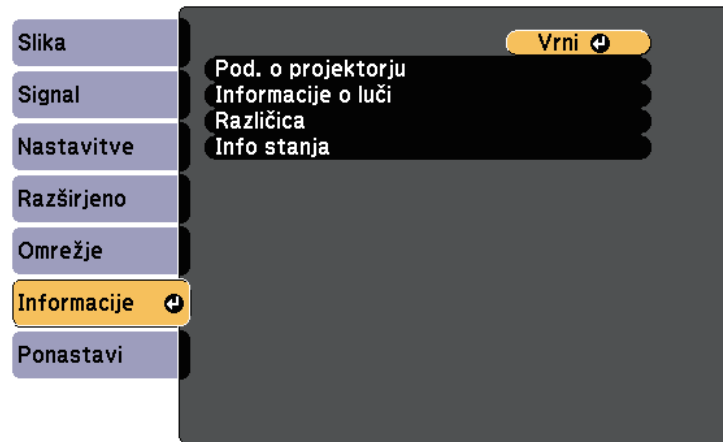 Slika
Signal
Nastavitve
Razširjeno
Omrežje
Informacije
Ponastavi
Vrni
Pod. o projektorju
Informacije o luči
Različica
Info stanja